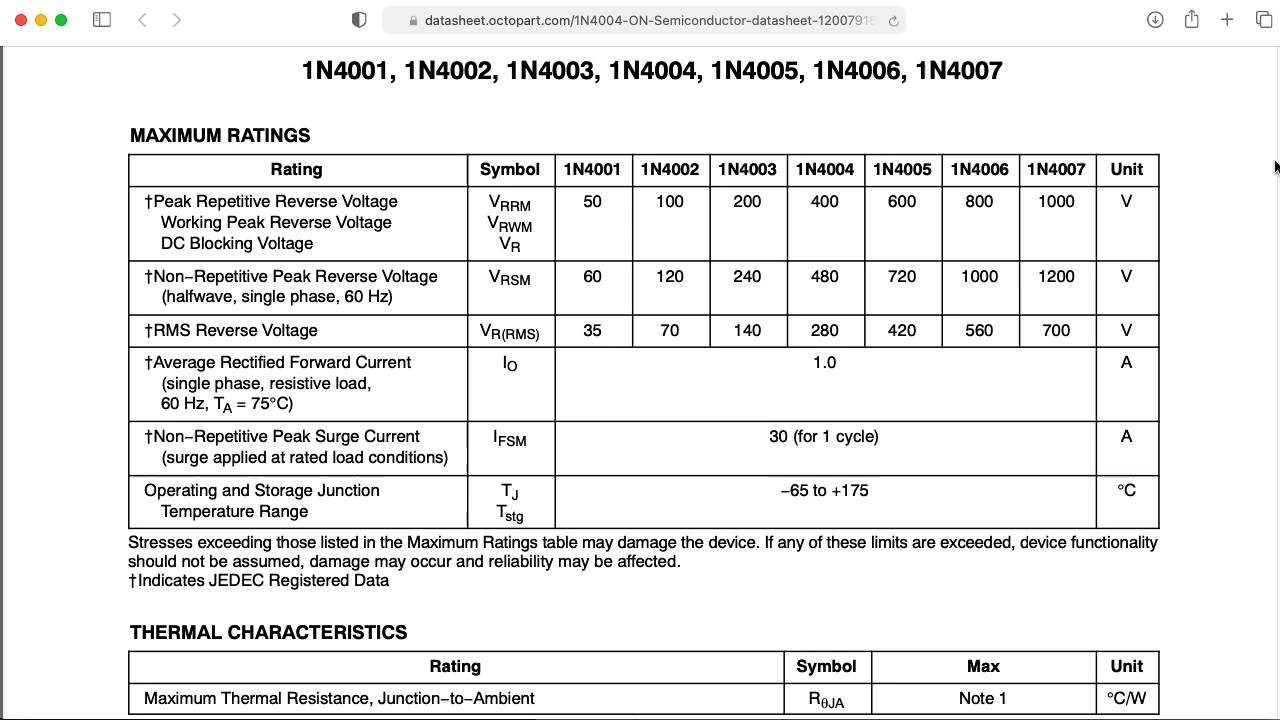 datasheet.octopart.com/1N4004-ON-Semiconductor-datasheet-12007916
1N4001, 1N4002, 1N4003, 1N4004, 1N4005, 1N4006, 1N4007
MAXIMUM RATINGS
Rating Symbol 1N4001 1N4002 1N4003 1N4004 1N4005 1N4006 1N4007 Unit
†Peak Repetitive Reverse Voltage VRRM 50 100 200 400 600 800 1000 V
Working Peak Reverse Voltage VRWM
DC Blocking Voltage VR
†Non−Repetitive Peak Reverse Voltage VRSM 60 120 240 480 720 1000 1200 V
(halfwave, single phase, 60 Hz)
†RMS Reverse Voltage VR(RMS) 35 70 140 280 420 560 700 V
†Average Rectified Forward Current IO 1.0 A
(single phase, resistive load,
60 Hz, TA = 75°C)
†Non−Repetitive Peak Surge Current IFSM 30 (for 1 cycle) A
(surge applied at rated load conditions)
Operating and Storage Junction TJ −65 to +175 °C
Temperature Range Tstg
Stresses exceeding those listed in the Maximum Ratings table may damage the device. If any of these limits are exceeded, device functionality
should not be assumed, damage may occur and reliability may be affected.
†Indicates JEDEC Registered Data
THERMAL CHARACTERISTICS
Rating Symbol Max Unit
Maximum Thermal Resistance, Junction−to−Ambient RθJA Note 1 °C/W